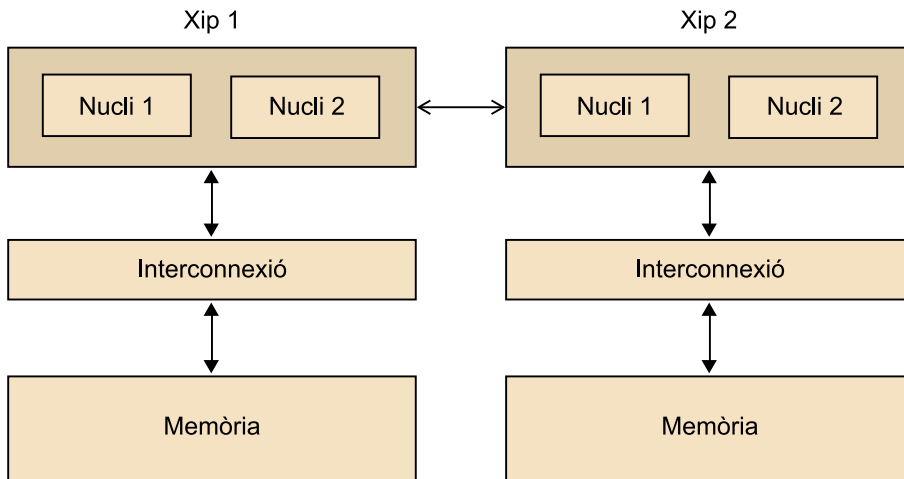 Xip 1
Xip 2
Nucli 1
Nucli 2
Nucli 1
Nucli 2
Interconnexió
Interconnexió
Memòria
Memòria